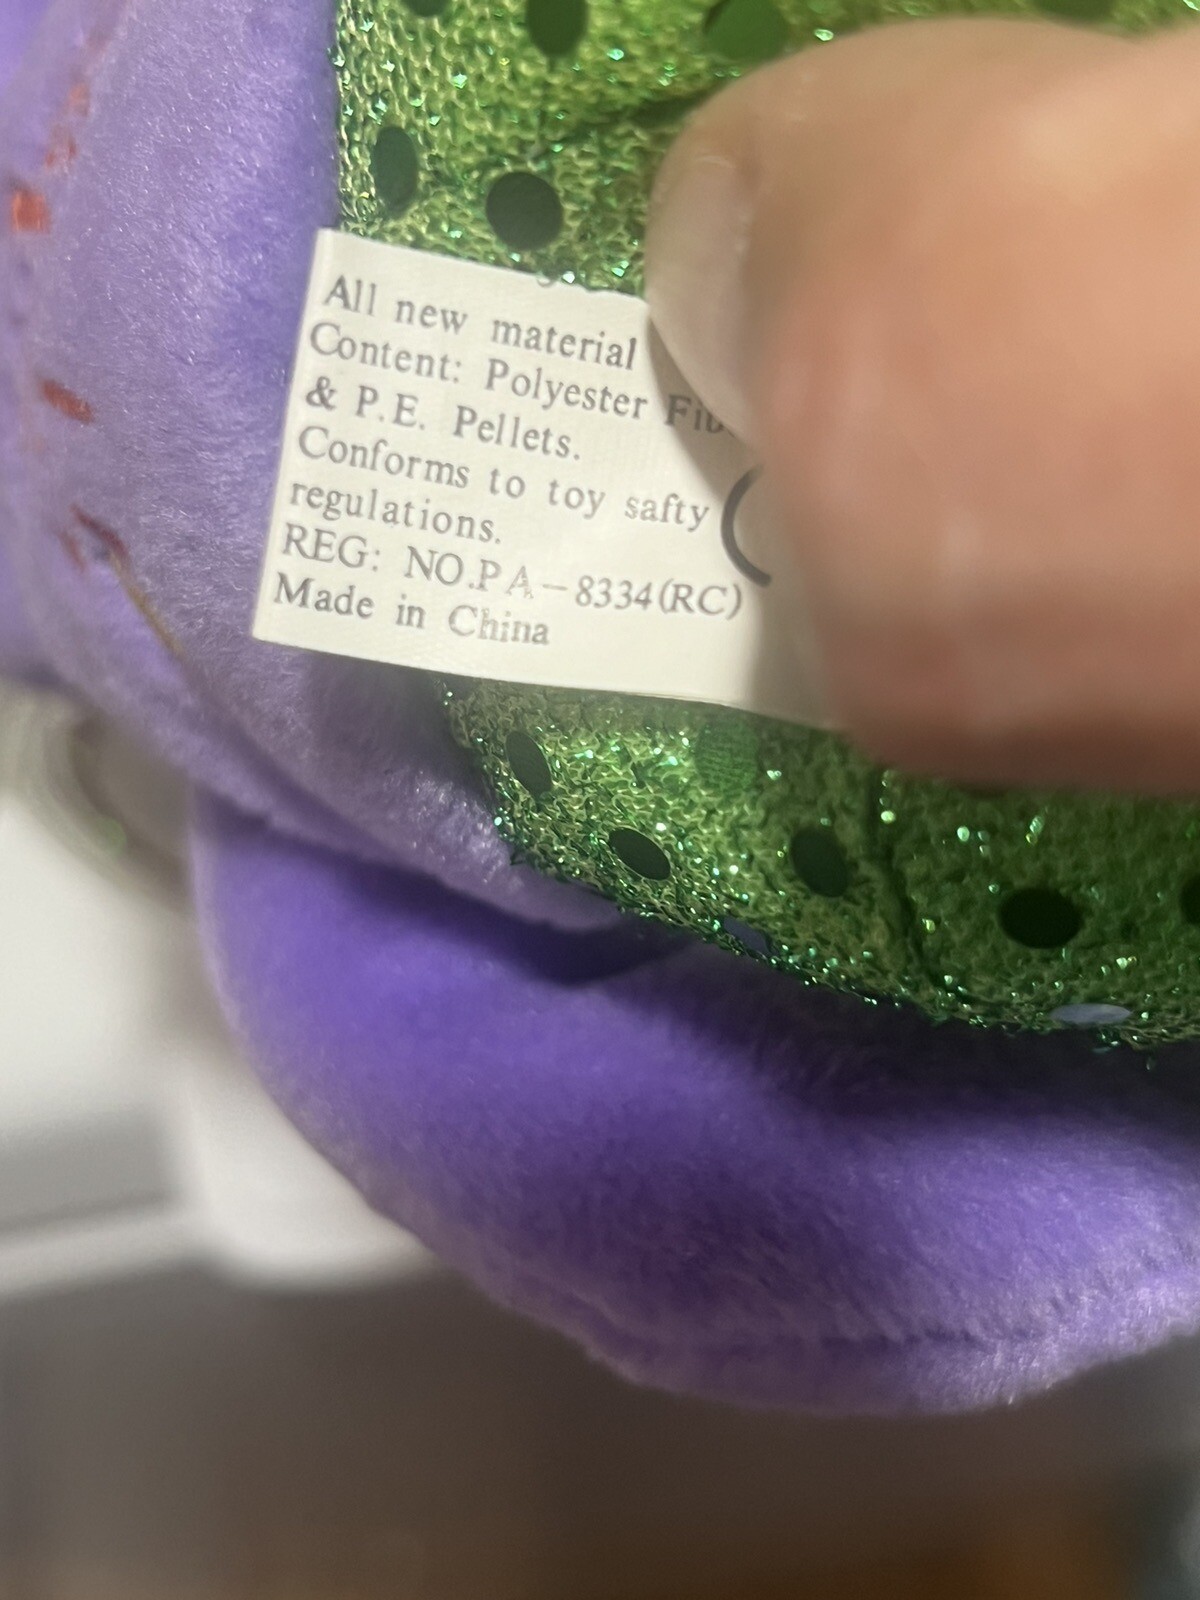 All new material
Content: Polyester
& P.E. Pellets.
Conforms to toy safty
regulations.
REG: NO.PA-8334(RC)
Made in China